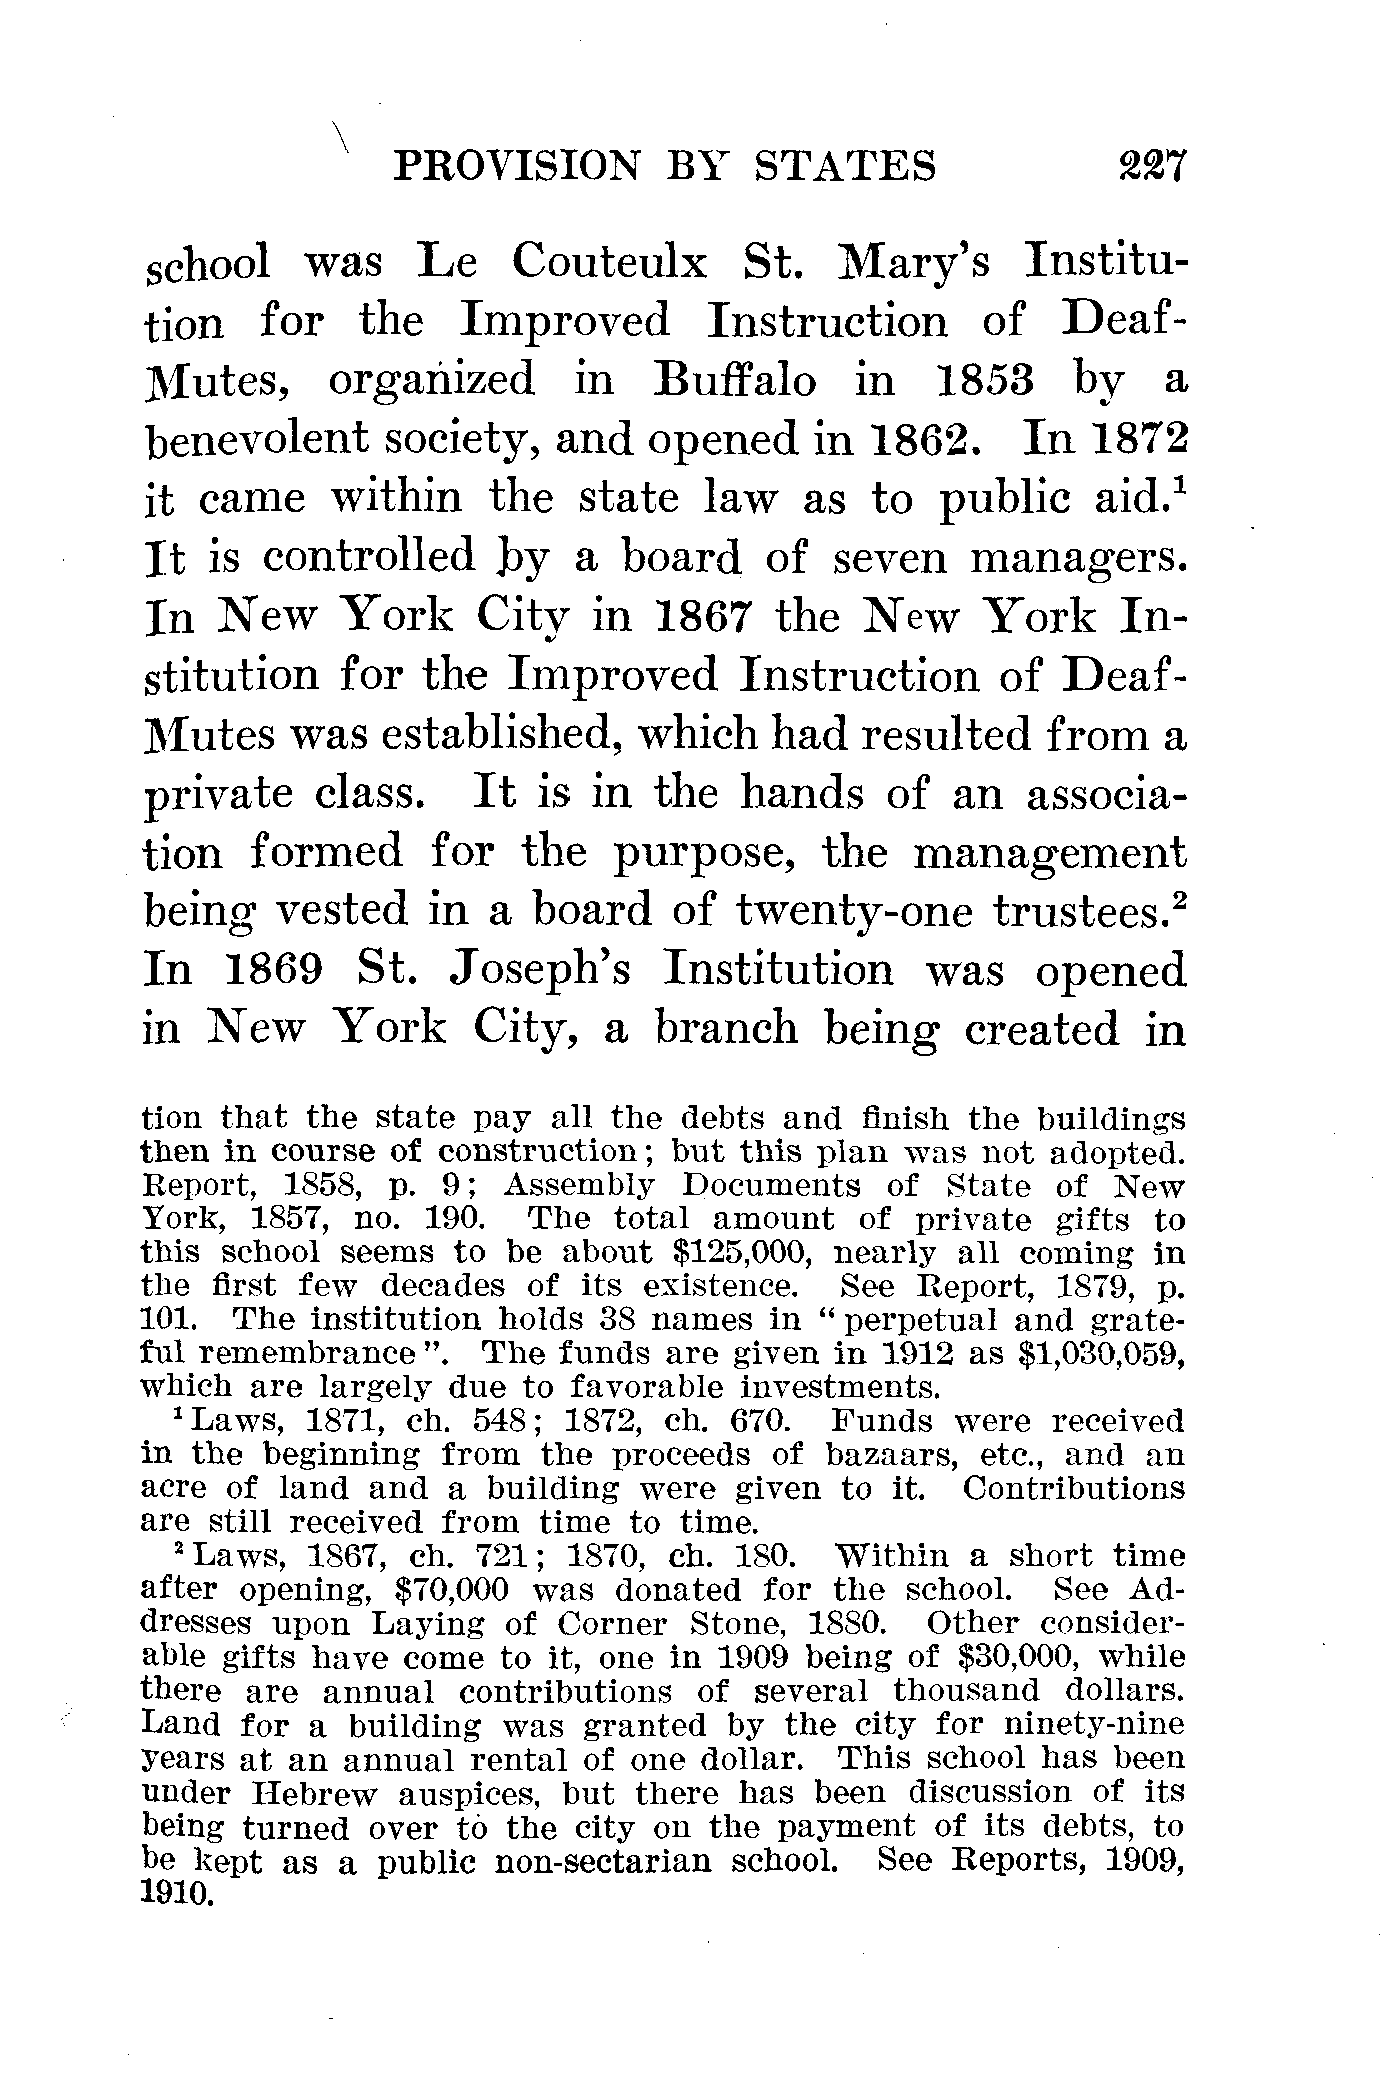 PROVISION BY STATES 227
school was Le Couteulx St. Mary's Institu-
tion for the Improved Instruction of Deaf-
Mutes, organized in Buffalo in 1853 by a
benevolent society, and opened in 1862. In 1872
it came within the state law as to public aid.¹
It is controlled by a board of seven managers.
In New York City in 1867 the New York In-
stitution for the Improved Instruction of Deaf-
Mutes was established, which had resulted from a
private class. It is in the hands of an associa-
tion formed for the purpose, the management
being vested in a board of twenty-one trustees.²
In 1869 St. Joseph's Institution was opened
in New York City, a branch being created in
tion that the state pay all the debts and finish the buildings
then in course of construction; but this plan was not adopted.
Report, 1858, p. 9; Assembly Documents of State of New
York, 1857, no. 190. The total amount of private gifts to
this school seems to be about $125,000, nearly all coming in
the first few decades of its existence. See Report, 1879, p.
101. The institution holds 38 names in "perpetual and grate-
ful remembrance". The funds are given in 1912 as $1,030,059,
which are largely due to favorable investments.
¹ Laws, 1871, ch. 548; 1872, ch. 670. Funds were received
in the beginning from the proceeds of bazaars, etc., and an
acre of land and a building were given to it. Contributions
are still received from time to time.
² Laws, 1867, ch. 721; 1870, ch. 180. Within a short time
after opening, $70,000 was donated for the school. See Ad-
dresses upon Laying of Corner Stone, 1880. Other consider-
able gifts have come to it, one in 1909 being of $30,000, while
there are annual contributions of several thousand dollars.
Land for a building was granted by the city for ninety-nine
years at an annual rental of one dollar. This school has been
under Hebrew auspices, but there has been discussion of its
being turned over to the city on the payment of its debts, to
be kept as a public non-sectarian school. See Reports, 1909,
1910.